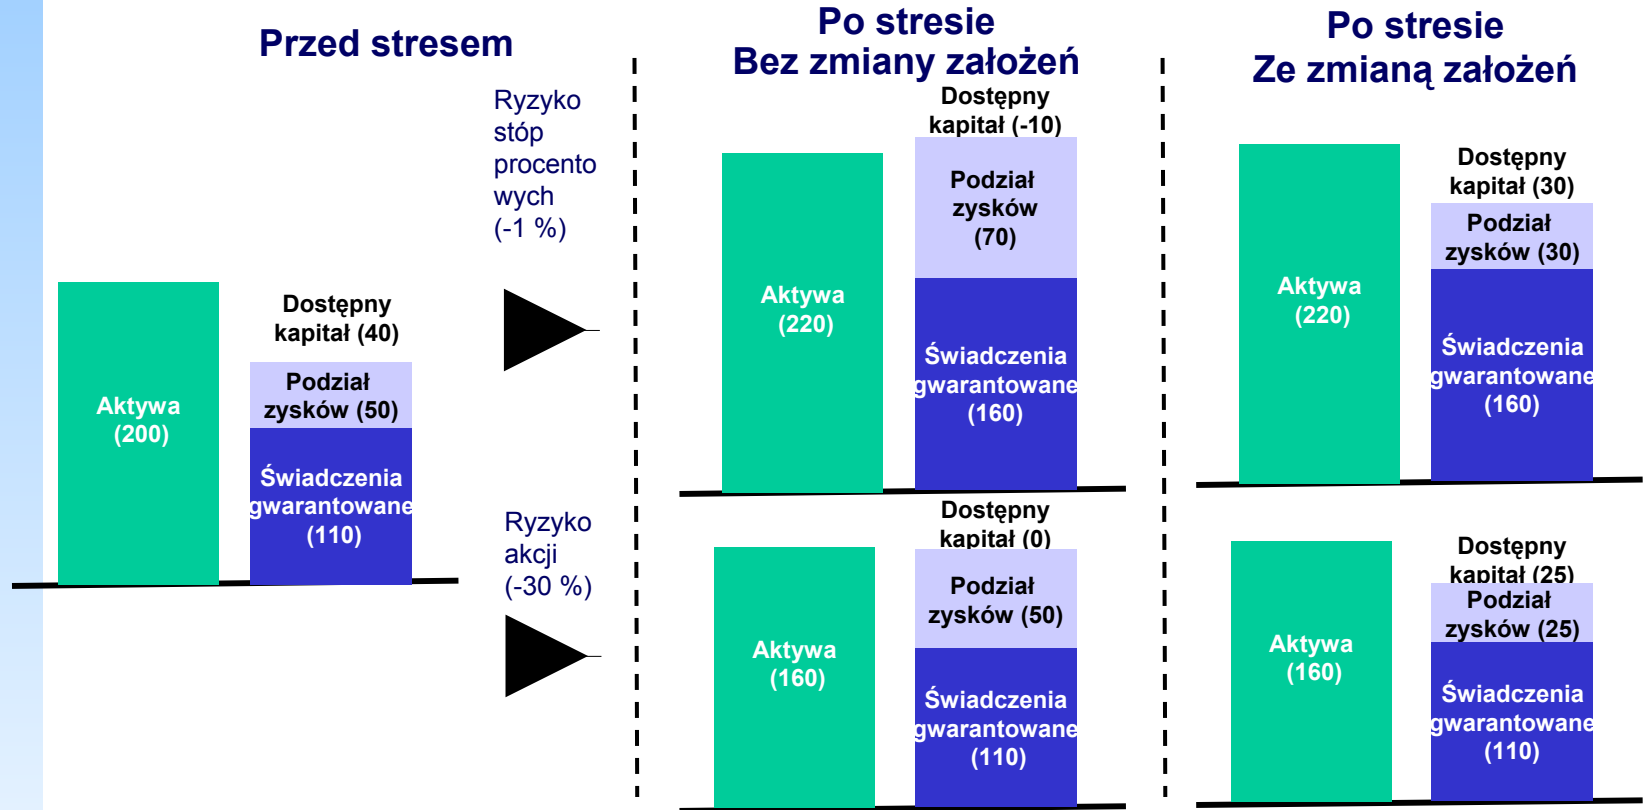 Przed stresem
Ryzyko
stóp
procento
wych
(-1 %)
Dostępny
kapitał (40)
Aktywa
(200)
Podział
zysków (50)
Świadczenia
gwarantowane
(110)
Ryzyko
akcji
(-30 %)
Po stresie
Bez zmiany założeń
Dostępny
kapitał (-10)
Aktywa
(220)
Podział
zysków
(70)
Świadczenia
gwarantowane
(160)
Dostępny
kapitał (0)
Aktywa
(160)
Podział
zysków (50)
Świadczenia
gwarantowane
(110)
Po stresie
Ze zmianą założeń
Dostępny
kapitał (30)
Aktywa
(220)
Podział
zysków (30)
Świadczenia
gwarantowane
(160)
Dostępny
kapitał (25)
Aktywa
(160)
Podział
zysków (25)
Świadczenia
gwarantowane
(110)